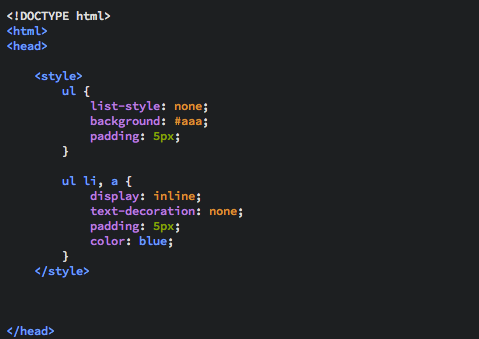 <!DOCTYPE html>
<html>
<head>
<style>
ul {
list-style: none;
background: #aaa;
padding: 5px;
}
ul li, a {
display: inline;
text-decoration: none;
padding: 5px;
color: blue;
}
</style>
</head>